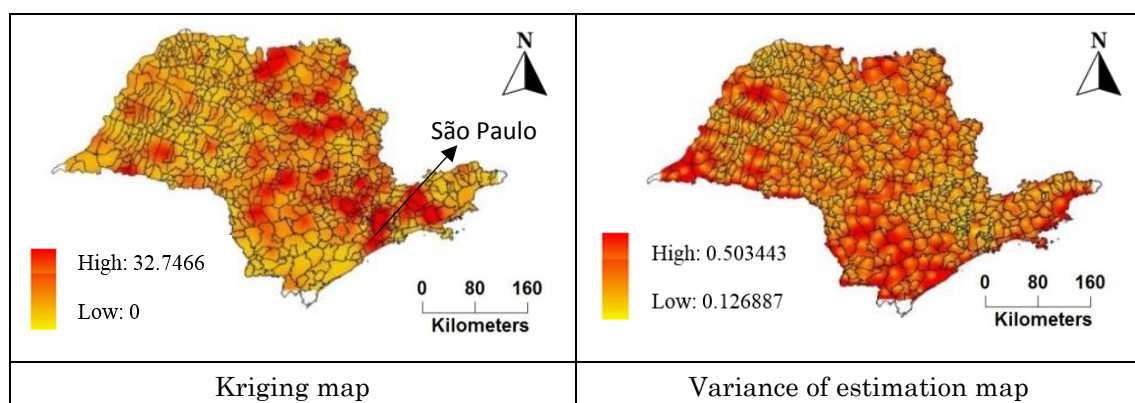 N
São Paulo
High: 32.7466
Low: 0
0 80 160
Kilometers
Kriging map
N
High: 0.503443
Low: 0.126887
0 80 160
Kilometers
Variance of estimation map